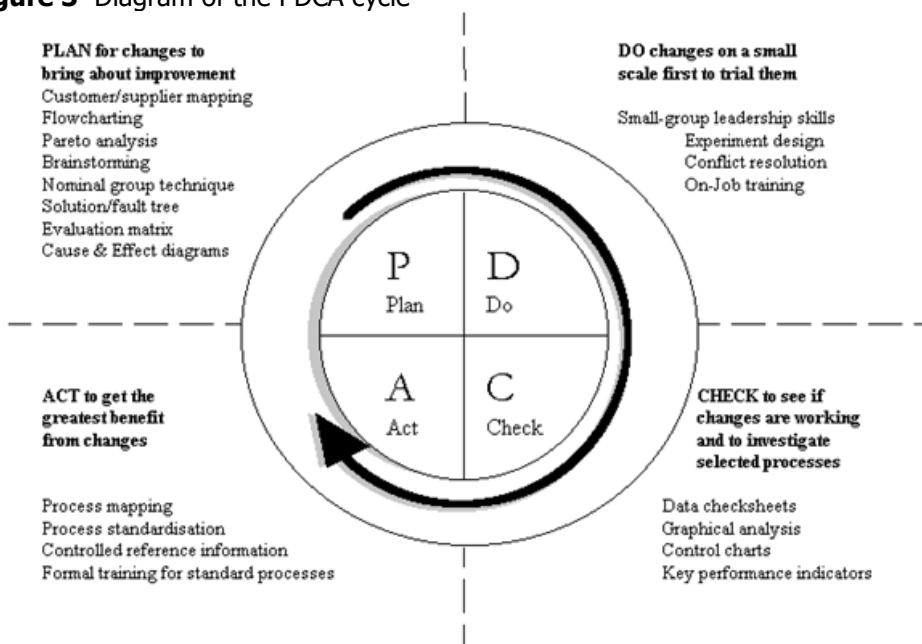 Diagram of the PDCA cycle
PLAN for changes to
bring about improvement
Customer/supplier mapping
Flowcharting
Pareto analysis
Brainstorming
Nominal group technique
Solution/fault tree
Evaluation matrix
Cause & Effect diagrams
DO changes on a small
scale first to trial them
Small-group leadership skills
Experiment design
Conflict resolution
On-Job training
P
Plan
D
Do
A
Act
C
Check
ACT to get the
greatest benefit
from changes
Process mapping
Process standardisation
Controlled reference information
Formal training for standard processes
CHECK to see if
changes are working
and to investigate
selected processes
Data checksheets
Graphical analysis
Control charts
Key performance indicators